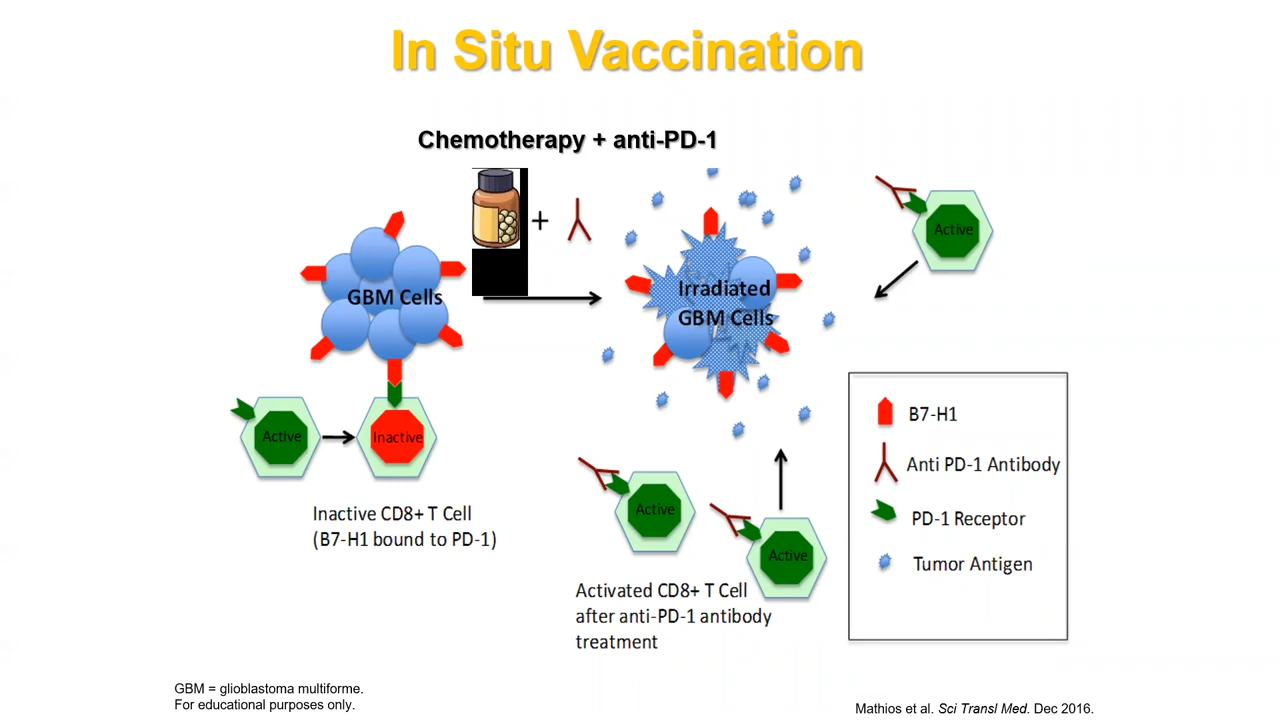 In Situ Vaccination
Chemotherapy + anti-PD-1
+
GBM Cells
Irradiated
GBM Cells
Active
Active
Inactive
Inactive CD8+ T Cell
(B7-H1 bound to PD-1)
Active
Active
Activated CD8+ T Cell
after anti-PD-1 antibody
treatment
B7-H1
Anti PD-1 Antibody
PD-1 Receptor
Tumor Antigen
GBM = glioblastoma multiforme.
For educational purposes only.
Mathios et al. Sci Transl Med. Dec 2016.